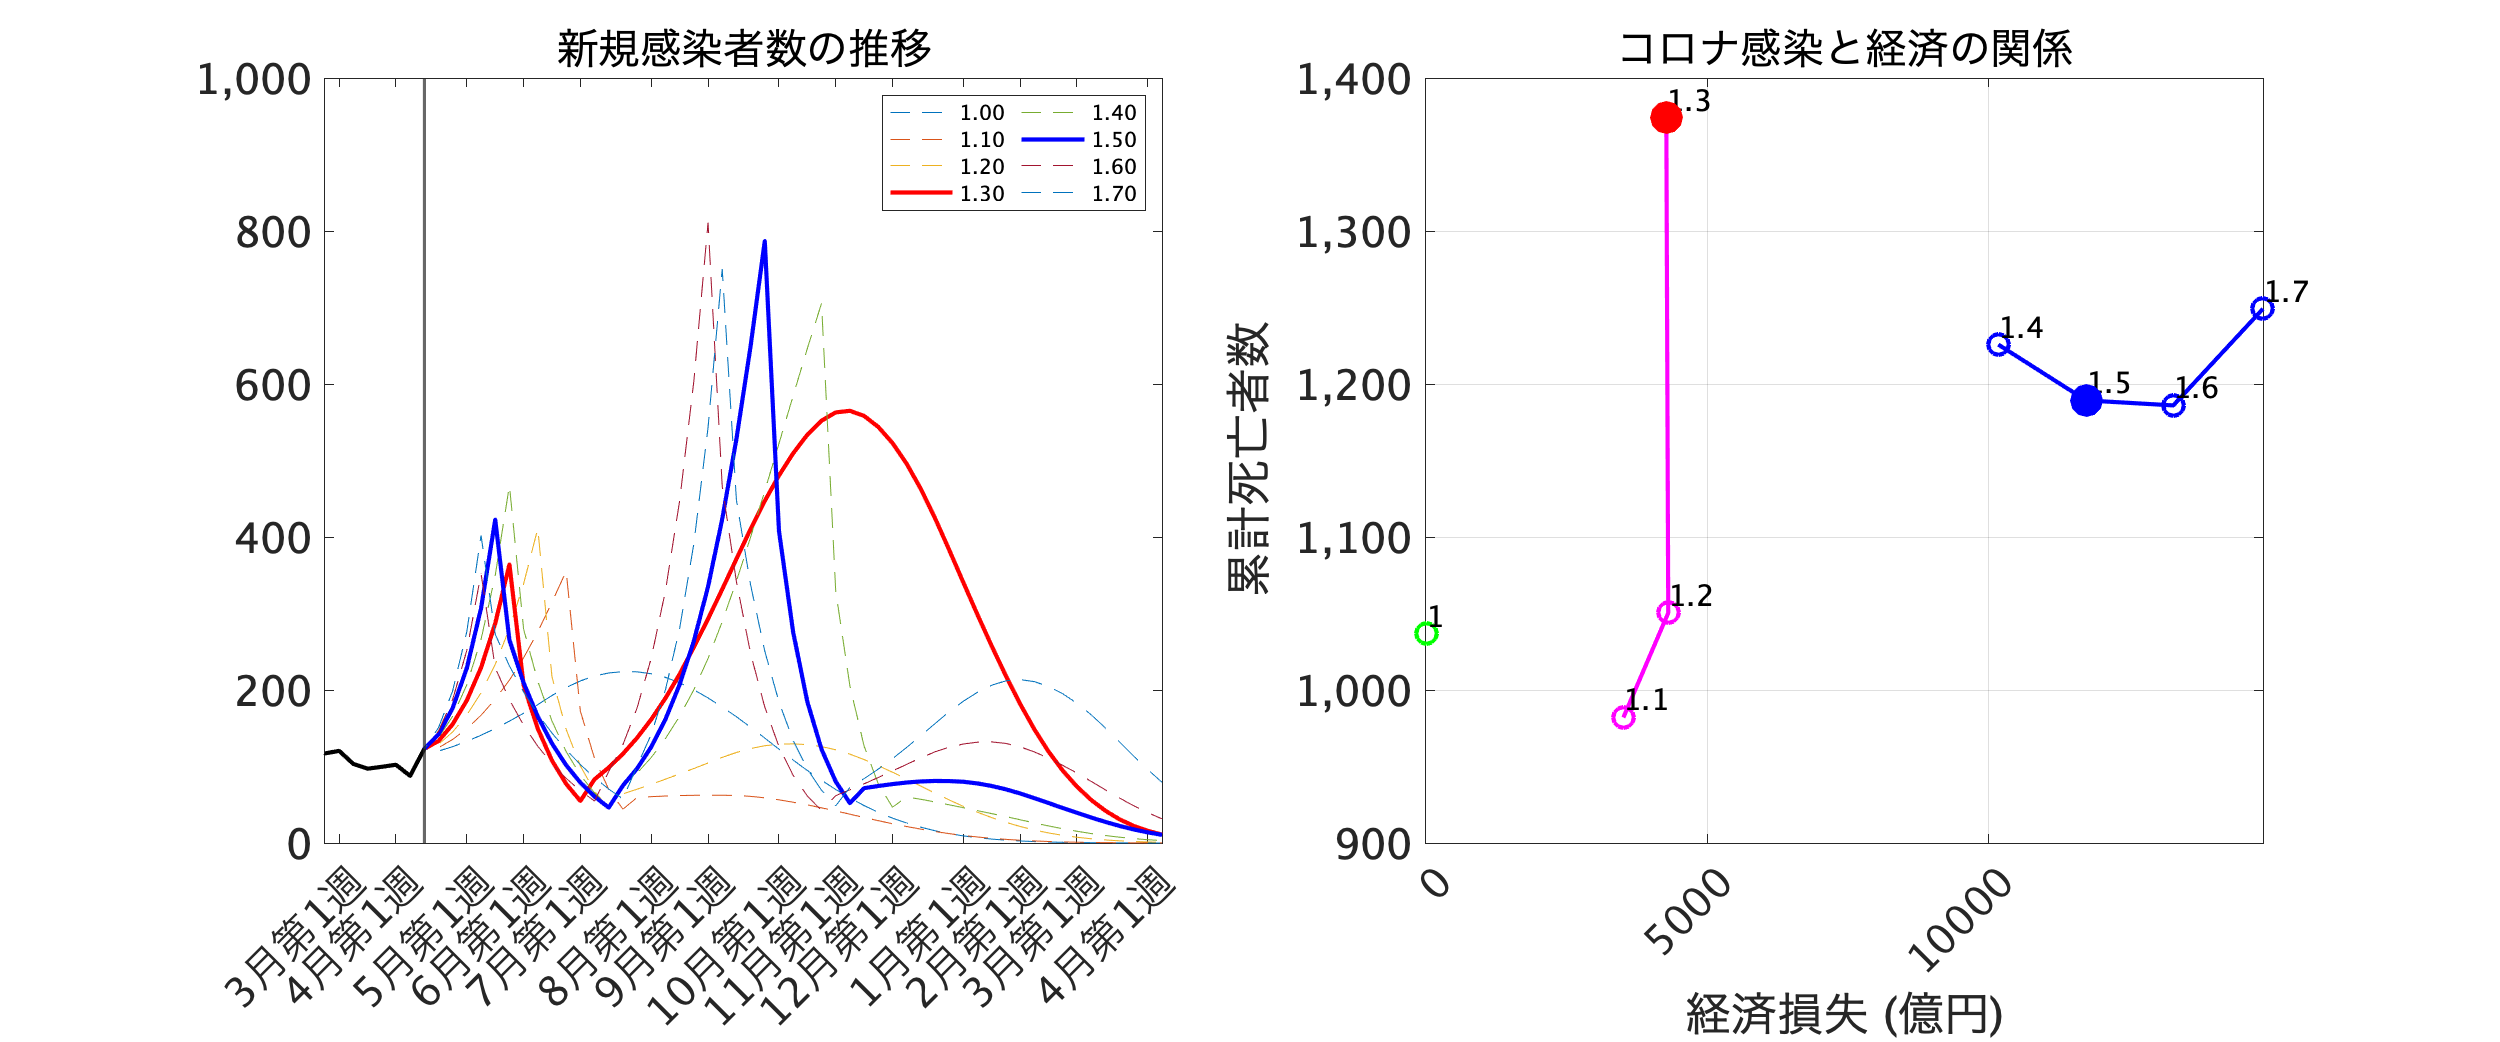 新規感染者数の推移
1,000
800
600
400
200
0
1.00
1.10
1.20
1.30
1.40
1.50
1.60
1.70
3月第1週
4月第1週
5月第1週
6月第1週
7月第1週
8月第1週
9月第1週
10月第1週
11月第1週
12月第1週
1月第1週
2月第1週
3月第1週
4月第1週
コロナ感染と経済の関係
累計死亡者数
1,400
1,300
1,200
1,100
1,000
900
1.3
1.7
1.4
1.5
1.6
1.2
1
1.1
0
5000
10000
経済損失 (億円)